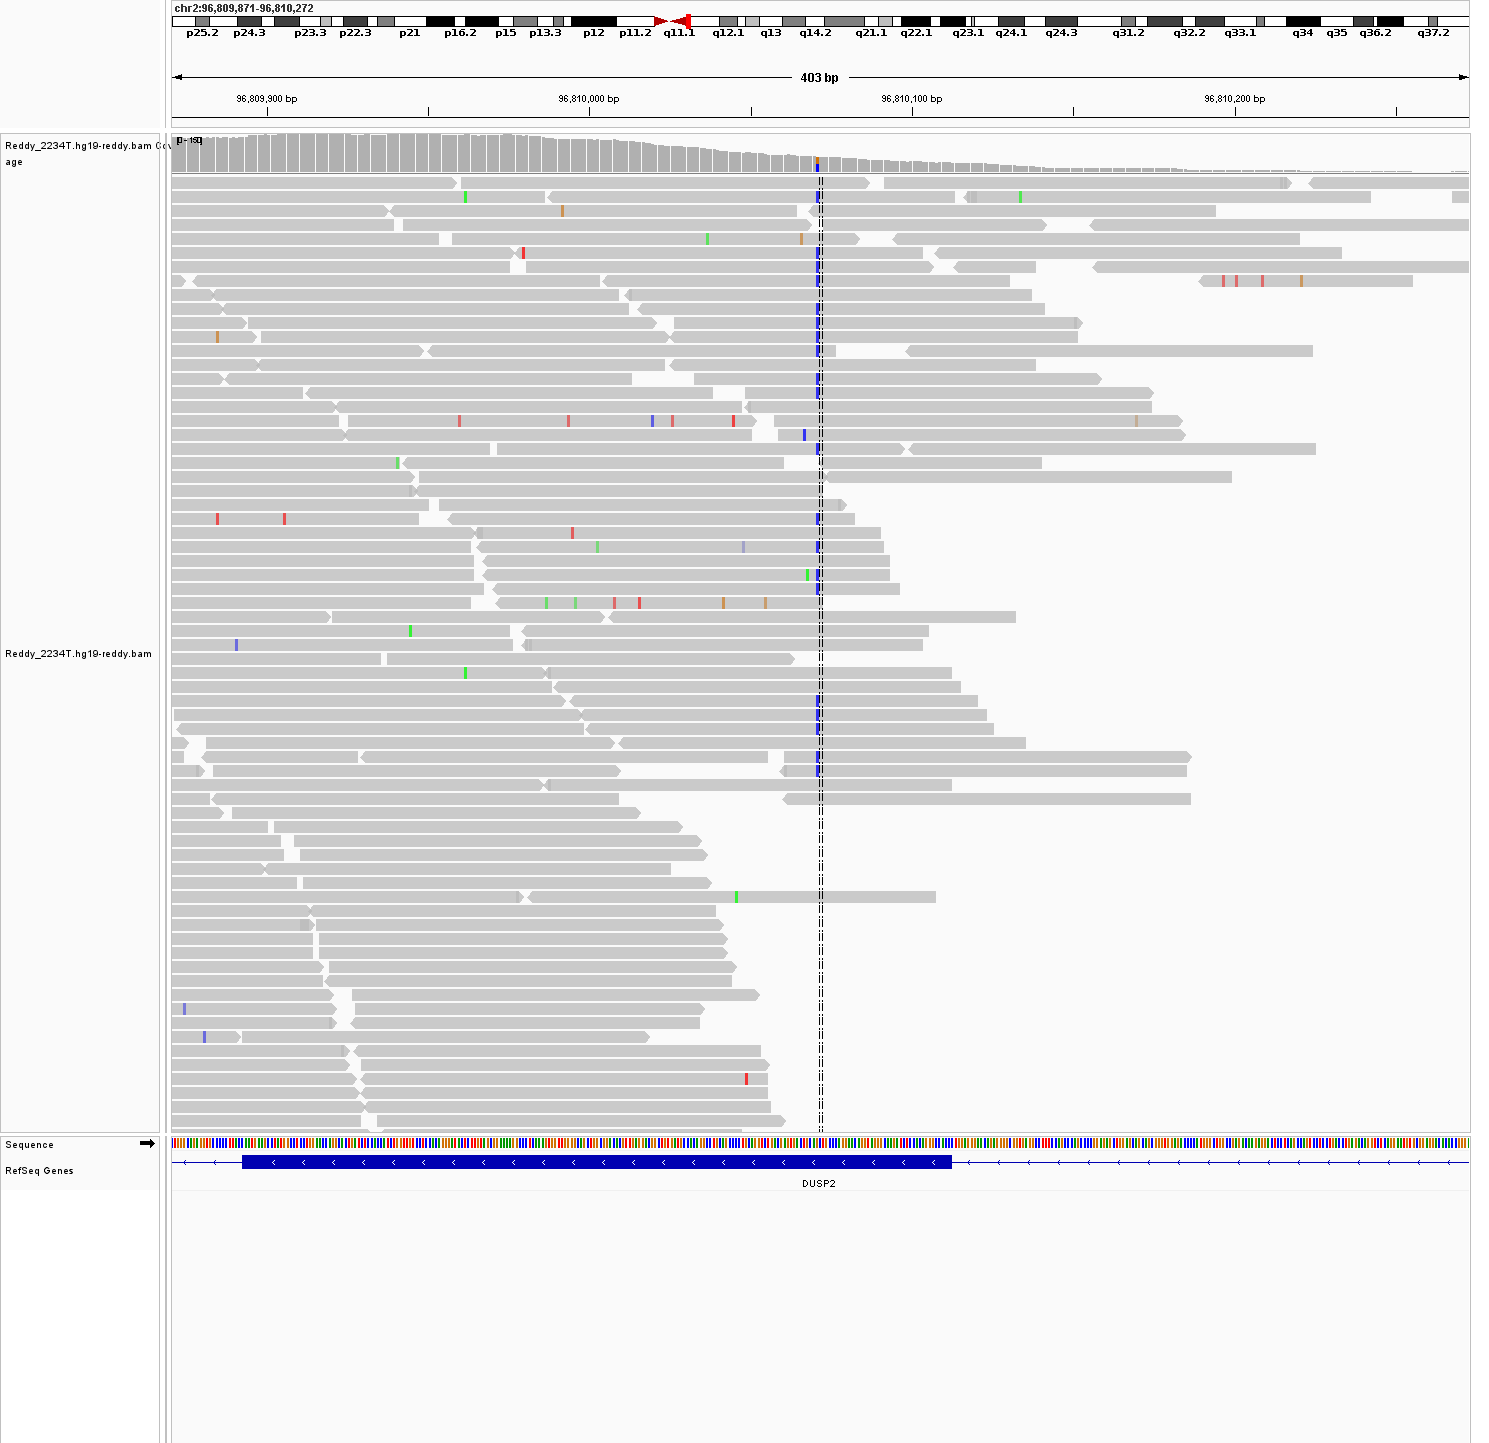 chr2:96,809,871-96,810,272
p25.2 p24.3 p23.3 p22.3 p21 p16.2 p15 p13.3 p12 p11.2 q11.1 q12.1 q13 q14.2 q21.1 q22.1 q23.1 q24.1 q24.3 q31.2 q32.2 q33.1 q34 q35 q36.2 q37.2
403 bp
96,809,900 bp 96,810,000 bp 96,810,100 bp 96,810,200 bp
Reddy_2234T.hg19-reddy.bam Cov
age
Reddy_2234T.hg19-reddy.bam
Sequence
RefSeq Genes
DUSP2